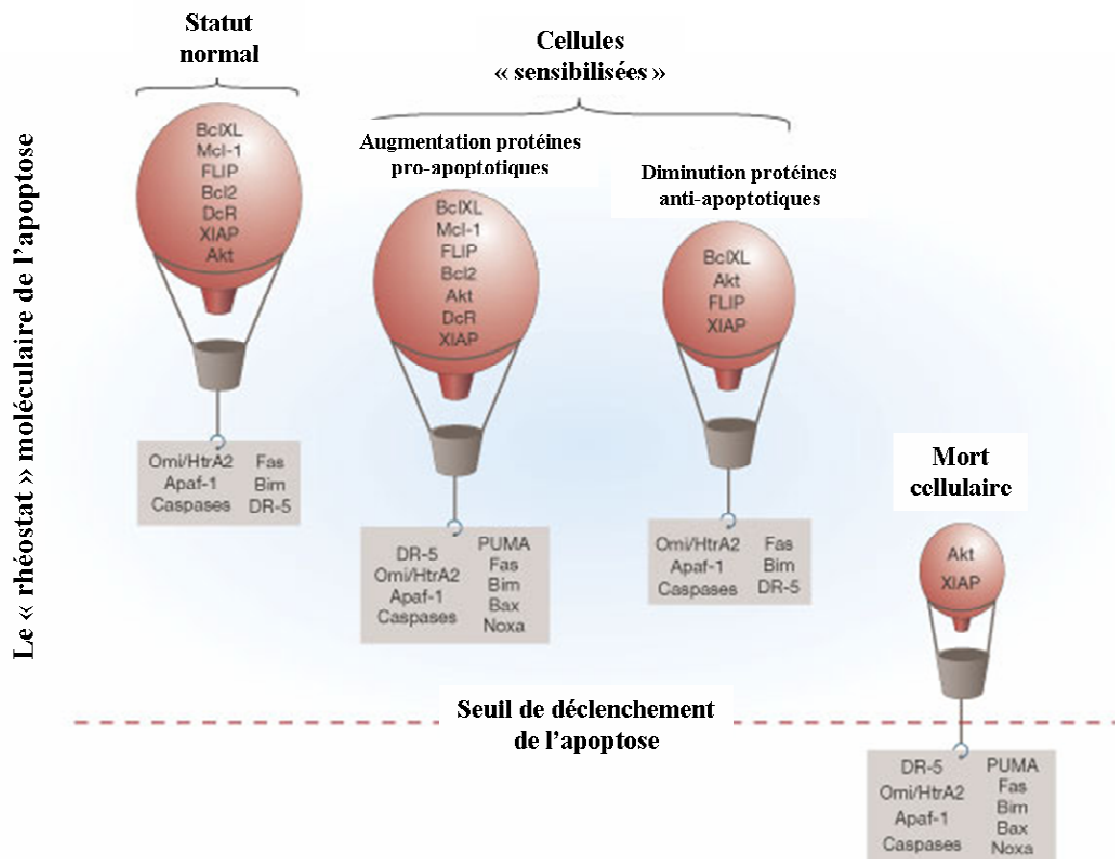 Le « rhéostat » moléculaire de l’apoptose
Statut
normal
BclXL
Mcl-1
FLIP
Bcl2
DcR
XIAP
Akt
Omi/HtrA2 Fas
Apaf-1 Bim
Caspases DR-5
Cellules
« sensibilisées »
Augmentation protéines
pro-apoptotiques
BclXL
Mcl-1
FLIP
Bcl2
Akt
DcR
XIAP
DR-5
Omi/HtrA2
Apaf-1
Caspases
PUMA
Fas
Bim
Bax
Noxa
Diminution protéines
anti-apoptotiques
BclXL
Akt
FLIP
XIAP
Omi/HtrA2 Fas
Apaf-1 Bim
Caspases DR-5
Mort
cellulaire
Akt
XIAP
Seuil de déclenchement
de l’apoptose
DR-5
Omi/HtrA2
Apaf-1
Caspases
PUMA
Fas
Bim
Bax
Noxa